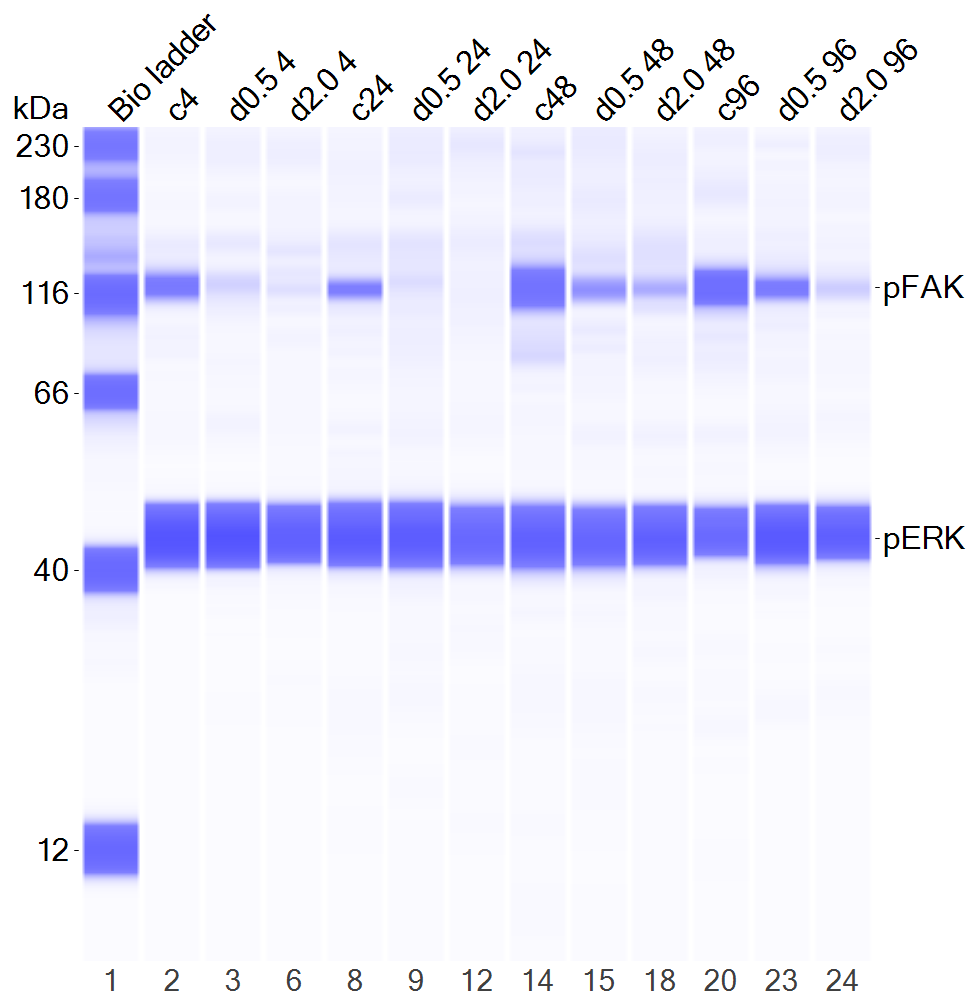 kDa
Bio ladder
c4
d0.5 4
d2.0 4
c24
d0.5 24
d2.0 24
c48
d0.5 48
d2.0 48
c96
d0.5 96
d2.0 96
230
180
116
66
40
12
pFAK
pERK
1 2 3 6 8 9 12 14 15 18 20 23 24